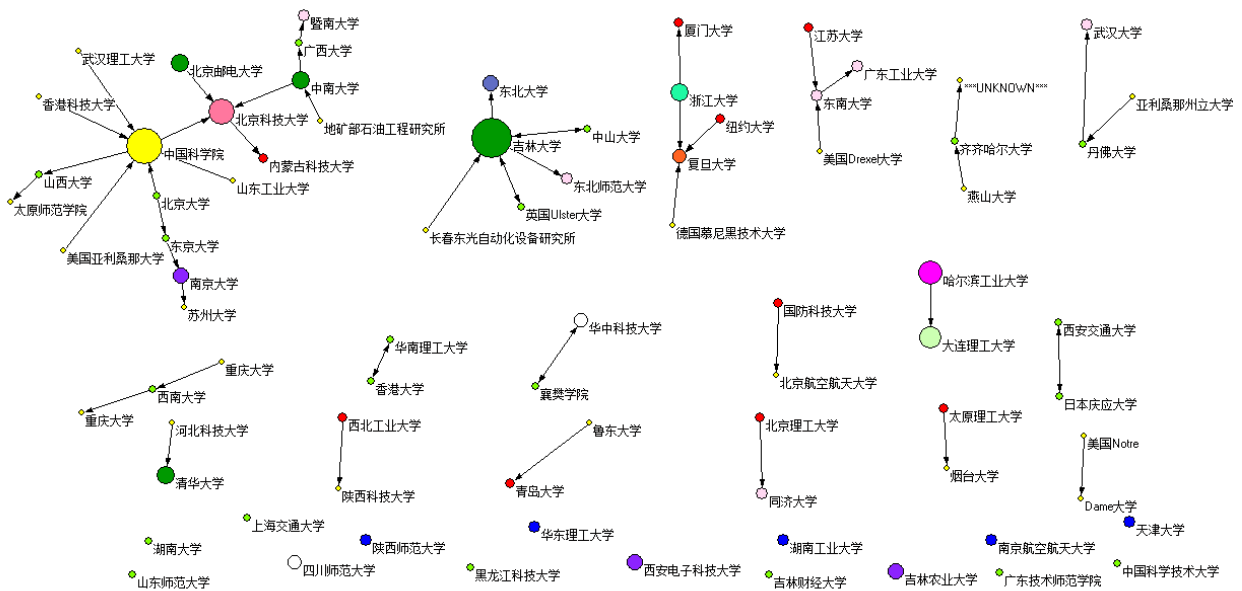 暨南大学
厦门大学
江苏大学
武汉大学
武汉理工大学
广西大学
北京邮电大学
广东工业大学
中南大学
东北大学
***UNKNOWN***
香港科技大学
浙江大学
东南大学
亚利桑那州立大学
北京科技大学
地矿部石油工程研究所
中山大学
纽约大学
吉林大学
齐齐哈尔大学
丹佛大学
中国科学院
内蒙古科技大学
复旦大学
美国Drexel大学
山西大学
山东工业大学
东北师范大学
燕山大学
太原师范学院
北京大学
英国Ulster大学
长春东光自动化设备研究所
德国慕尼黑技术大学
东京大学
美国亚利桑那大学
南京大学
哈尔滨工业大学
苏州大学
国防科技大学
华中科技大学
西安交通大学
华南理工大学
大连理工大学
重庆大学
香港大学
北京航空航天大学
西南大学
襄樊学院
日本庆应大学
重庆大学
河北科技大学
西北工业大学
鲁东大学
北京理工大学
太原理工大学
美国Notre
清华大学
青岛大学
烟台大学
陕西科技大学
同济大学
Dame大学
上海交通大学
华东理工大学
天津大学
湖南大学
陕西师范大学
湖南工业大学
南京航空航天大学
四川师范大学
西安电子科技大学
中国科学技术大学
山东师范大学
黑龙江科技大学
吉林财经大学
吉林农业大学
广东技术师范学院